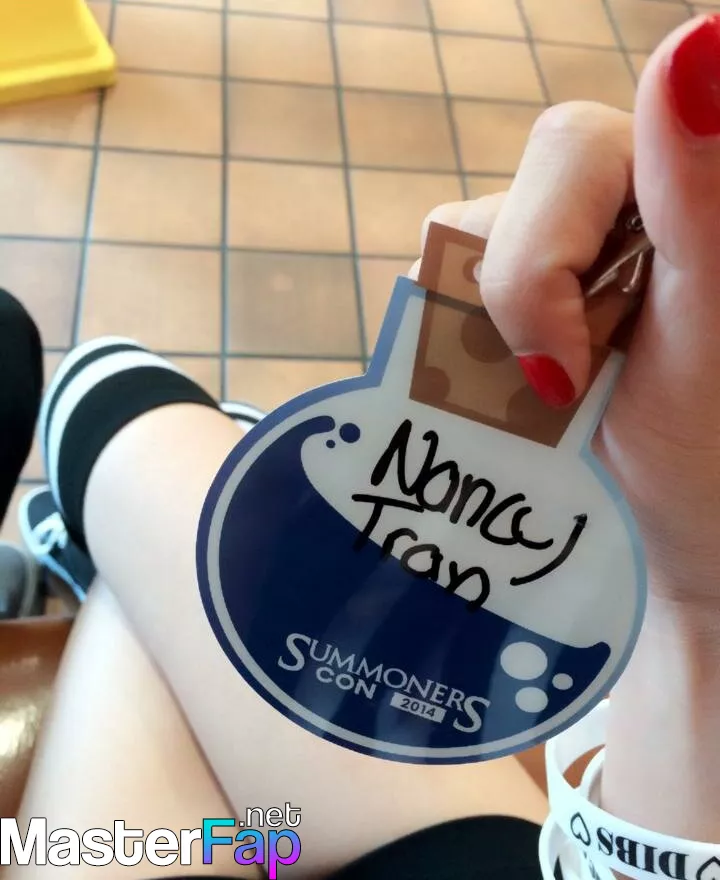 Nancy
Tran
SUMMONERS
CON 2014
DIBS
MasterFap.net